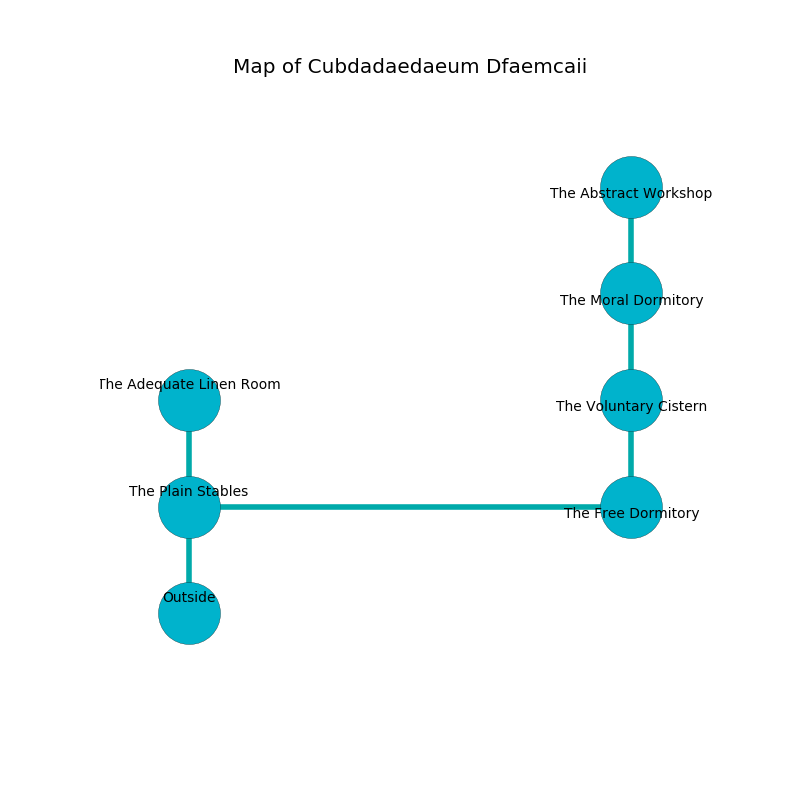 Map of Cubdadaedaeum Dfaemcaii
The Abstract Workshop
The Moral Dormitory
The Adequate Linen Room
The Voluntary Cistern
The Plain Stables
The Free Dormitory
Outside